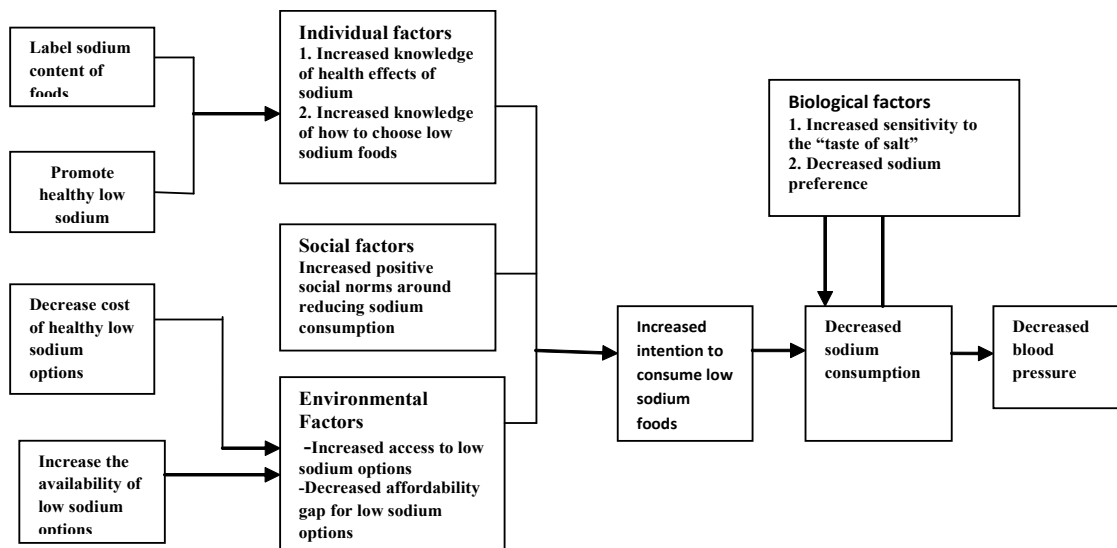 Label sodium
content of
foods
Promote
healthy low
sodium
Decrease cost
of healthy low
sodium
options
Increase the
availability of
low sodium
options
Individual factors
1. Increased knowledge
of health effects of
sodium
2. Increased knowledge
of how to choose low
sodium foods
Social factors
Increased positive
social norms around
reducing sodium
consumption
Environmental
Factors
-Increased access to low
sodium options
-Decreased affordability
gap for low sodium
options
Increased
intention to
consume low
sodium
foods
Biological factors
1. Increased sensitivity to
the “taste of salt”
2. Decreased sodium
preference
Decreased
sodium
consumption
Decreased
blood
pressure